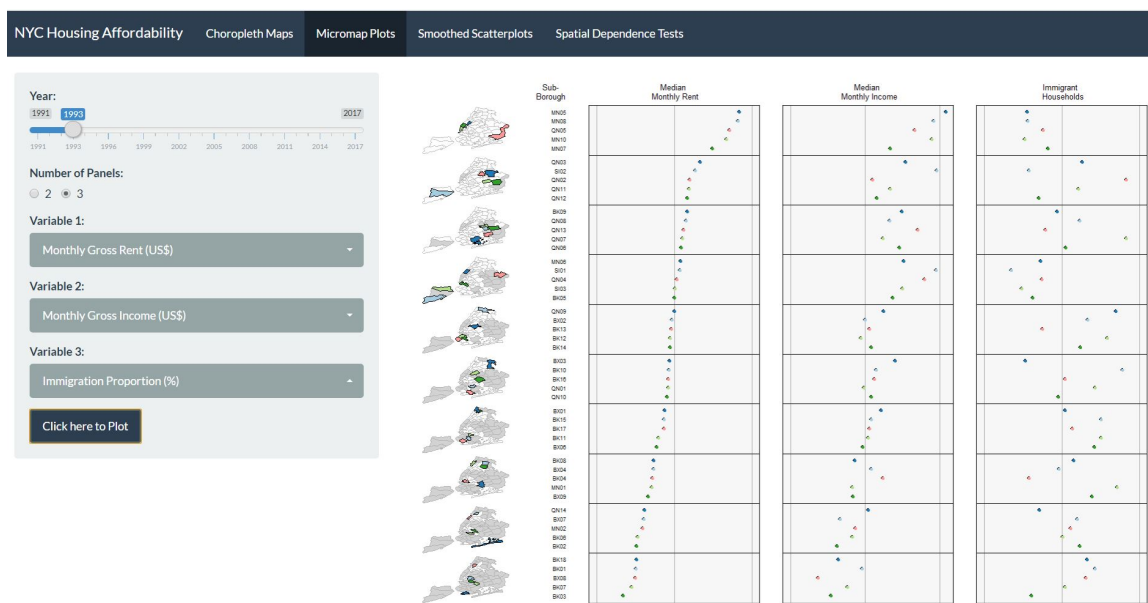 NYC Housing Affordability Choropleth Maps Micromap Plots Smoothed Scatterplots Spatial Dependence Tests
Year:
1991 1993 2017
1991 1993 1996 1999 2002 2005 2008 2011 2014 2017
Number of Panels:
2 3
Variable 1:
Monthly Gross Rent (US$)
Variable 2:
Monthly Gross Income (US$)
Variable 3:
Immigration Proportion (%)
Click here to Plot
Sub-
Borough
Median
Monthly Rent
Median
Monthly Income
Immigrant
Households
MN05
MN08
QN05
MN10
MN07
QN03
SI02
QN02
QN11
QN12
BK09
QN08
QN13
QN07
QN06
MN06
SI01
QN04
SI03
BK05
QN09
BX02
BK13
BK12
BK14
BX03
BK10
BK16
QN01
QN10
BX01
BK15
BK17
BK11
BX06
BK08
BX04
BK04
MN01
BX09
QN14
BX07
MN02
BK06
BK02
BK18
BK01
BX08
BK07
BK03